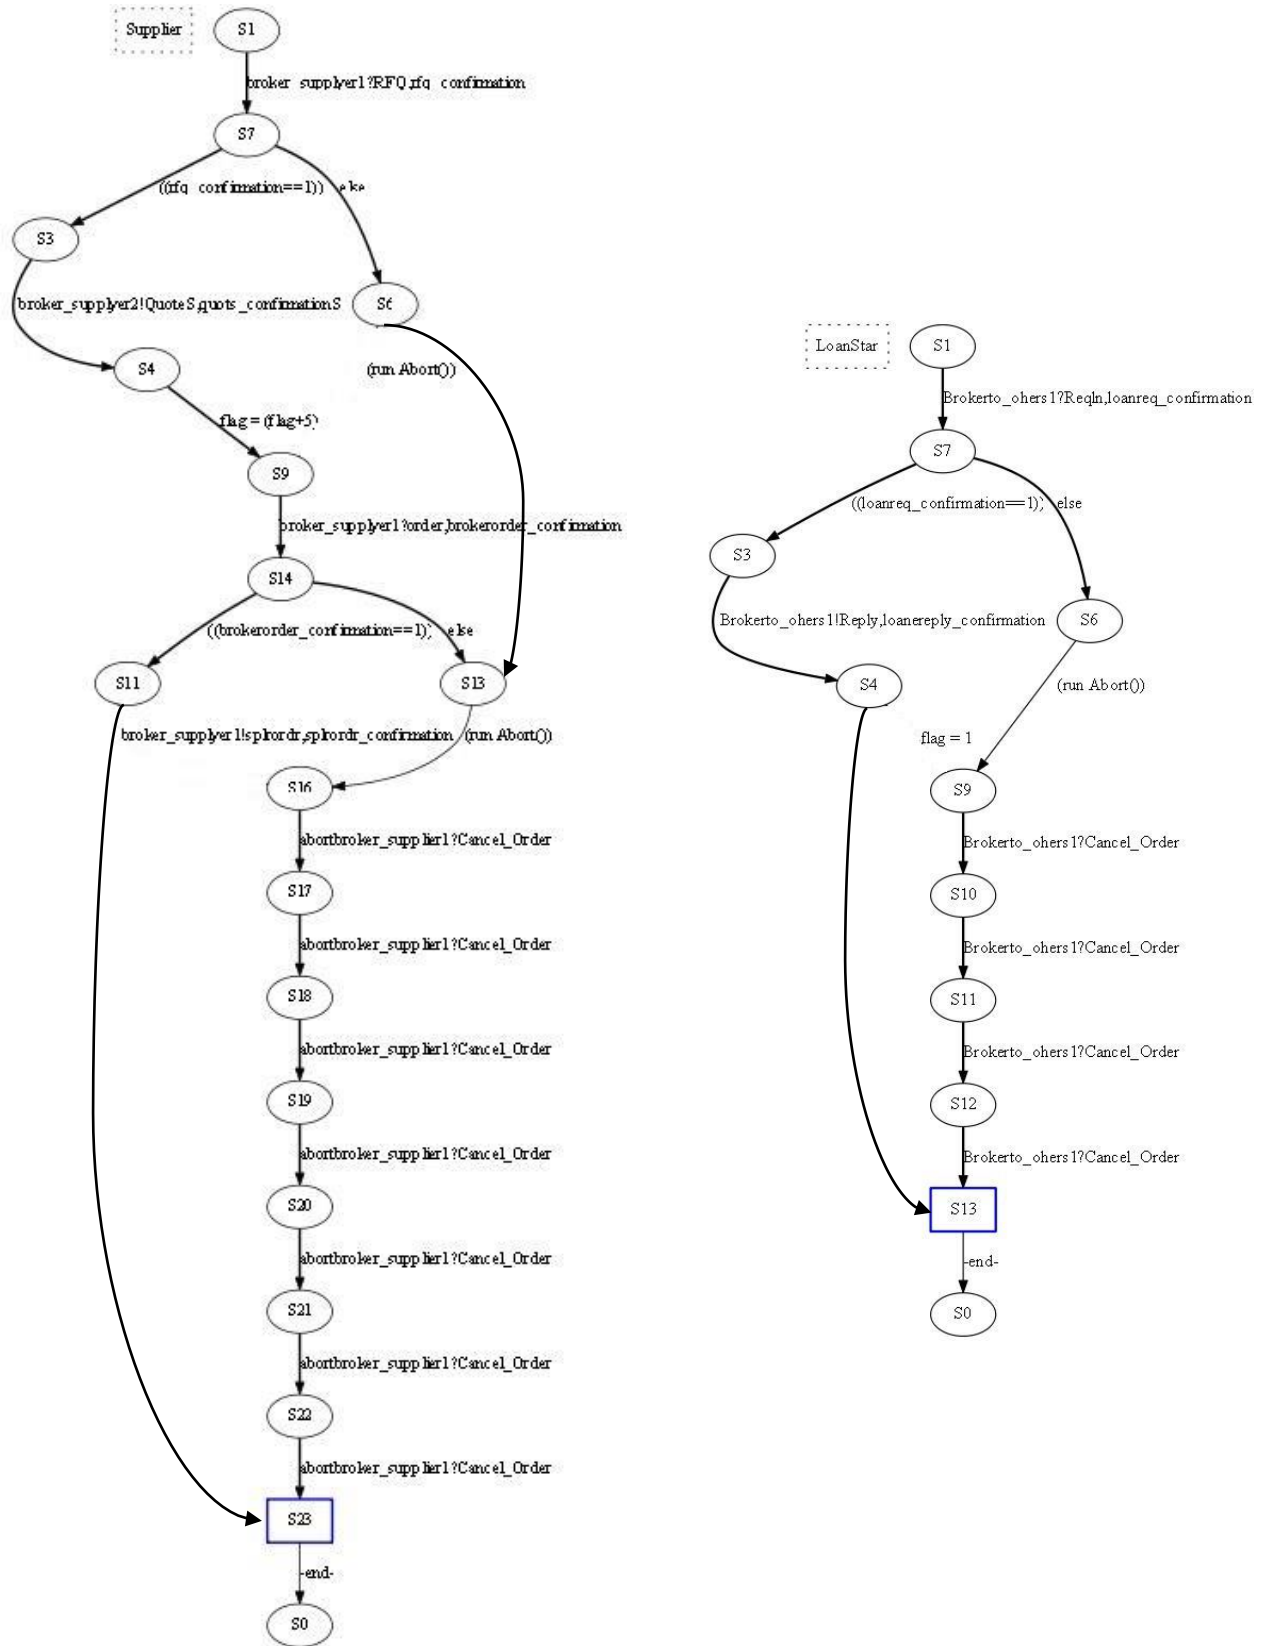 Supplier
S1
broker_supplyer1?RFQ,rfq_confirmation
S7
((rfq_confirmation==1))
else
S3
broker_supplyer2!QuoteS,quots_confirmationS
S6
S4
(run Abort())
flag = (flag+5)
S9
broker_supplyer1?order,brokerorder_confirmation
S14
((brokerorder_confirmation==1))
else
S11
S13
broker_supplyer1!splrordr,splrordr_confirmation
(run Abort())
S16
abortbroker_supplier1?Cancel_Order
S17
abortbroker_supplier1?Cancel_Order
S18
abortbroker_supplier1?Cancel_Order
S19
abortbroker_supplier1?Cancel_Order
S20
abortbroker_supplier1?Cancel_Order
S21
abortbroker_supplier1?Cancel_Order
S22
abortbroker_supplier1?Cancel_Order
S23
-end-
S0
LoanStar
S1
Brokerto_ohers1?Reqln,loanreq_confirmation
S7
((loanreq_confirmation==1))
else
S3
Brokerto_ohers1!Reply,loanereply_confirmation
S6
S4
(run Abort())
flag = 1
S9
Brokerto_ohers1?Cancel_Order
S10
Brokerto_ohers1?Cancel_Order
S11
Brokerto_ohers1?Cancel_Order
S12
Brokerto_ohers1?Cancel_Order
S13
-end-
S0